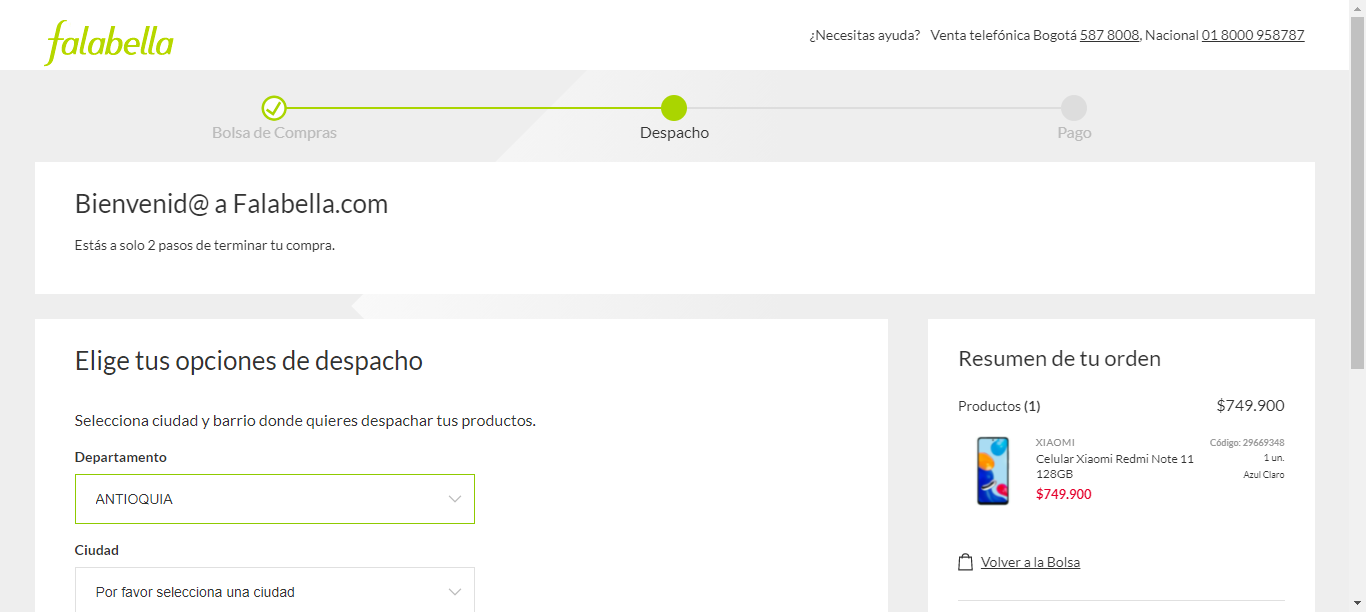 falabella
¿Necesitas ayuda? Venta telefónica Bogotá 587 8008, Nacional 01 8000 958787
Bolsa de Compras
Despacho
Pago
Bienvenid@ a Falabella.com
Estás a solo 2 pasos de terminar tu compra.
Elige tus opciones de despacho
Selecciona ciudad y barrio donde quieres despachar tus productos.
Departamento
ANTIOQUIA
Ciudad
Por favor selecciona una ciudad
Resumen de tu orden
Productos (1) $749.900
XIAOMI Código: 29669348
Celular Xiaomi Redmi Note 11 1 un.
128GB Azul Claro
$749.900
Volver a la Bolsa